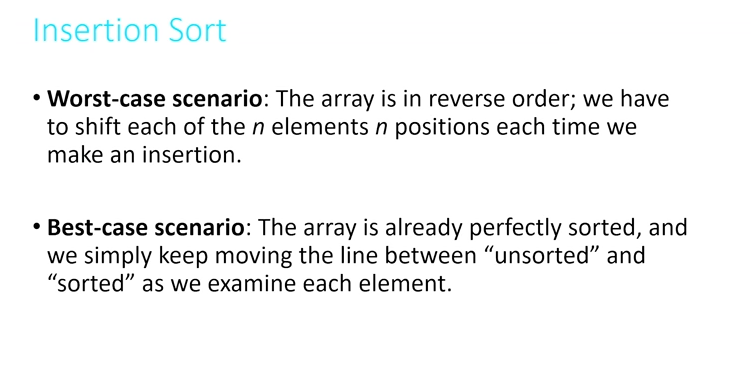 Insertion Sort
• Worst-case scenario: The array is in reverse order; we have
to shift each of the n elements n positions each time we
make an insertion.
• Best-case scenario: The array is already perfectly sorted, and
we simply keep moving the line between “unsorted” and
“sorted” as we examine each element.